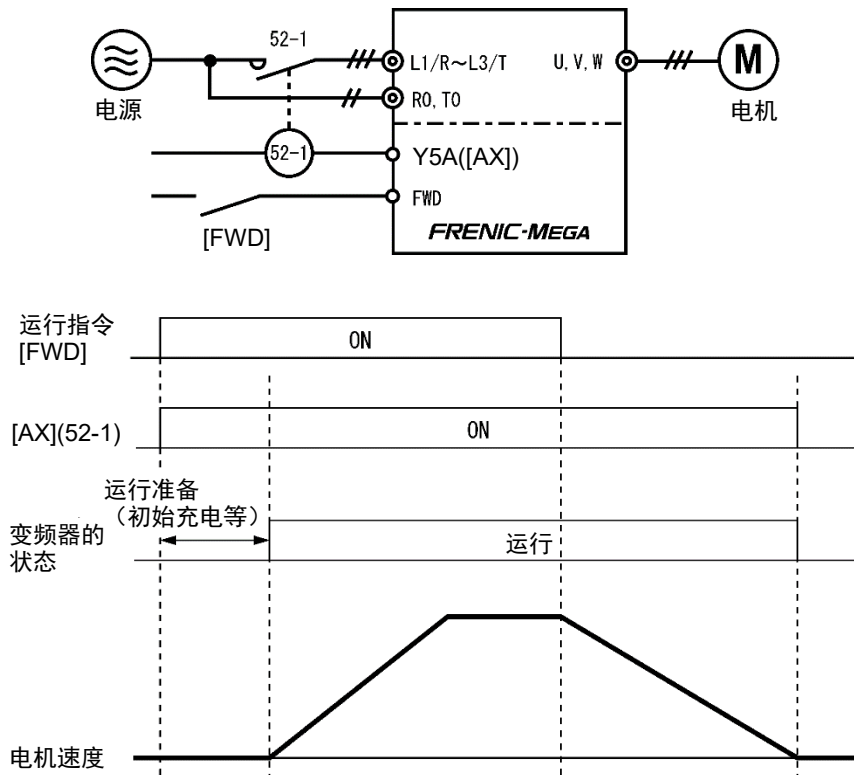 52-1
L1/R~L3/T
U, V, W
M
R0, T0
电源
电机
52-1
Y5A([AX])
FWD
[FWD]
FRENIC-MEGA
运行指令
[FWD]
ON
[AX](52-1)
ON
运行准备
（初始充电等）
变频器的
状态
运行
电机速度